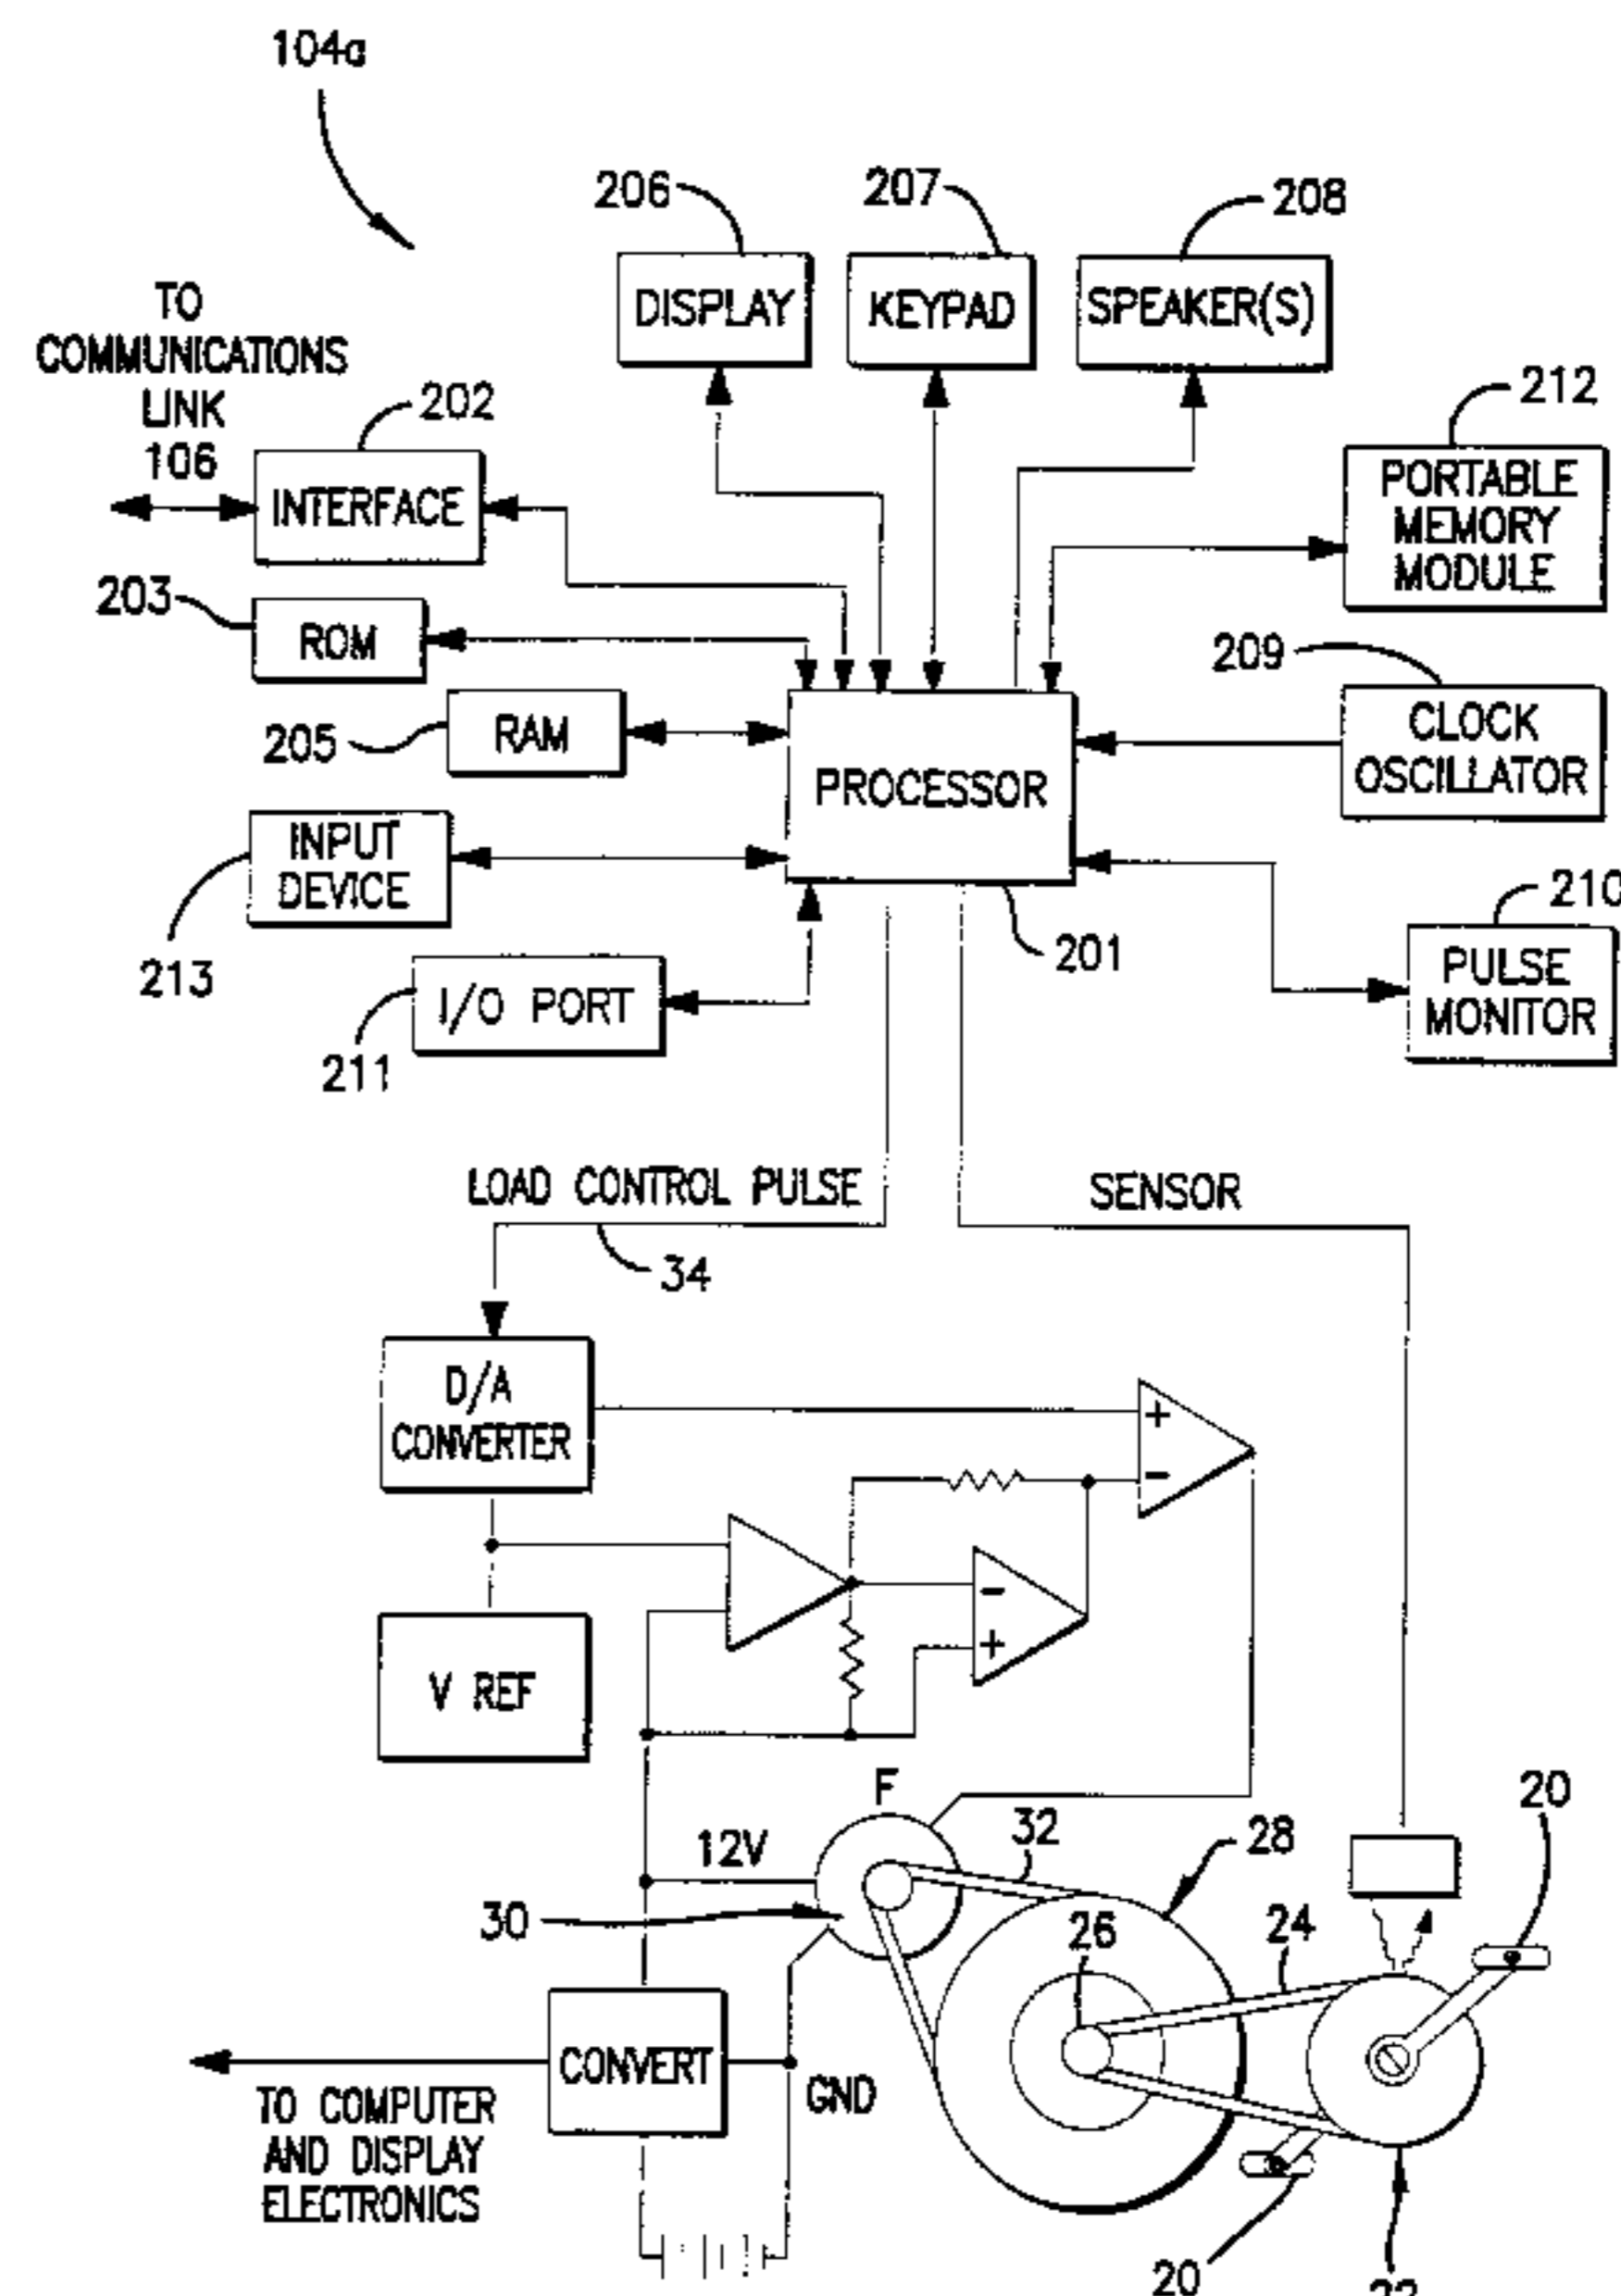 104a
206
207
208
DISPLAY
KEYPAD
SPEAKER(S)
TO
COMMUNICATIONS
LINK
106
202
INTERFACE
212
PORTABLE
MEMORY
MODULE
203
ROM
209
CLOCK
OSCILLATOR
205
RAM
PROCESSOR
201
213
INPUT
DEVICE
210
PULSE
MONITOR
211
I/O PORT
LOAD CONTROL PULSE
34
SENSOR
D/A
CONVERTER
+
-
-
+
V REF
F
12V
32
28
20
30
26
24
CONVERT
GND
TO COMPUTER
AND DISPLAY
ELECTRONICS
20